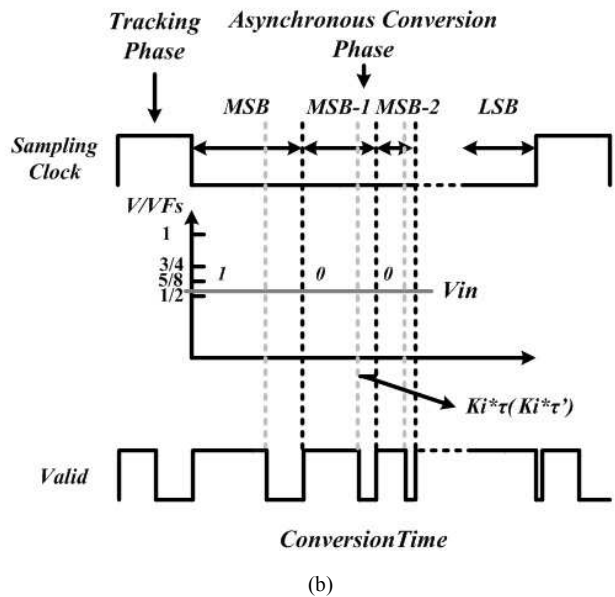 Tracking Phase
Asynchronous Conversion Phase
MSB MSB-1 MSB-2 LSB
Sampling Clock
V/VFs
1
3/4
5/8
1/2
1 0 0
Vin
Ki*τ(Ki*τ')
Valid
ConversionTime
(b)